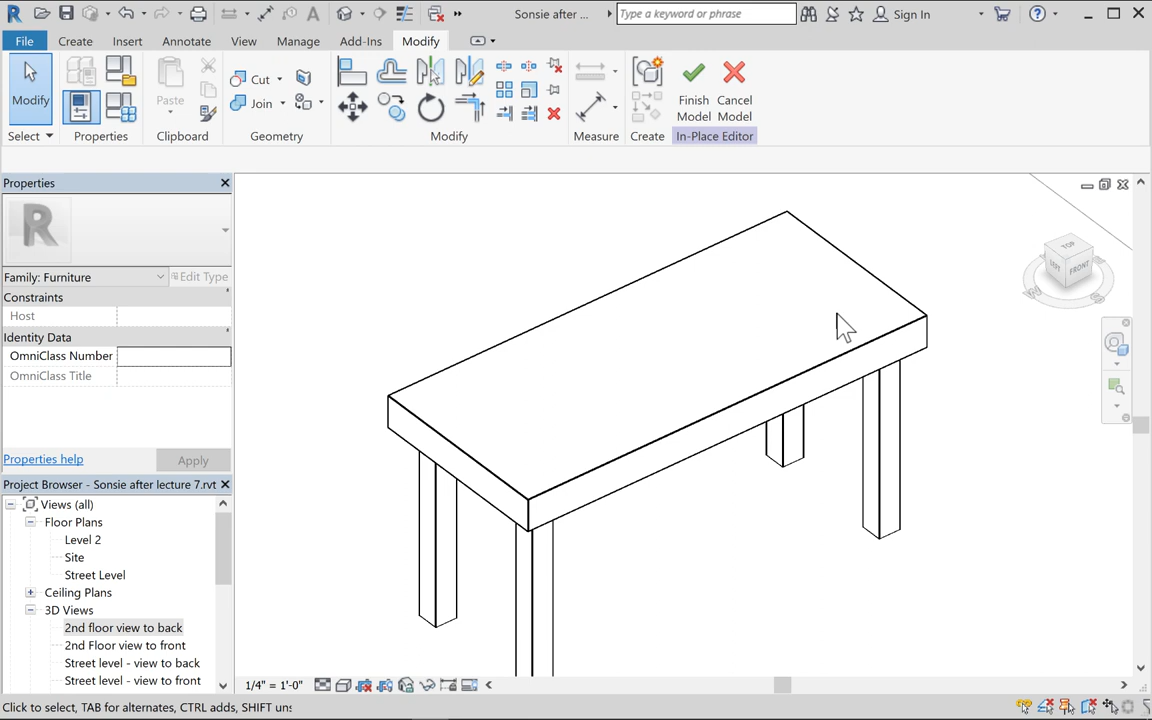 Sonsie after ...
Type a keyword or phrase
Sign In
File
Create
Insert
Annotate
View
Manage
Add-Ins
Modify
Modify
Select
Properties
Paste
Clipboard
Cut
Join
Geometry
Modify
Measure
Create
Finish Model
Cancel Model
In-Place Editor
Properties
R
Family: Furniture
Edit Type
Constraints
Host
Identity Data
OmniClass Number
OmniClass Title
Properties help
Apply
Project Browser - Sonsie after lecture 7.rvt
Views (all)
Floor Plans
Level 2
Site
Street Level
Ceiling Plans
3D Views
2nd floor view to back
2nd Floor view to front
Street level - view to back
Street level - view to front
TOP
LEFT
FRONT
W
S
1/4" = 1'-0"
Click to select, TAB for alternates, CTRL adds, SHIFT uns